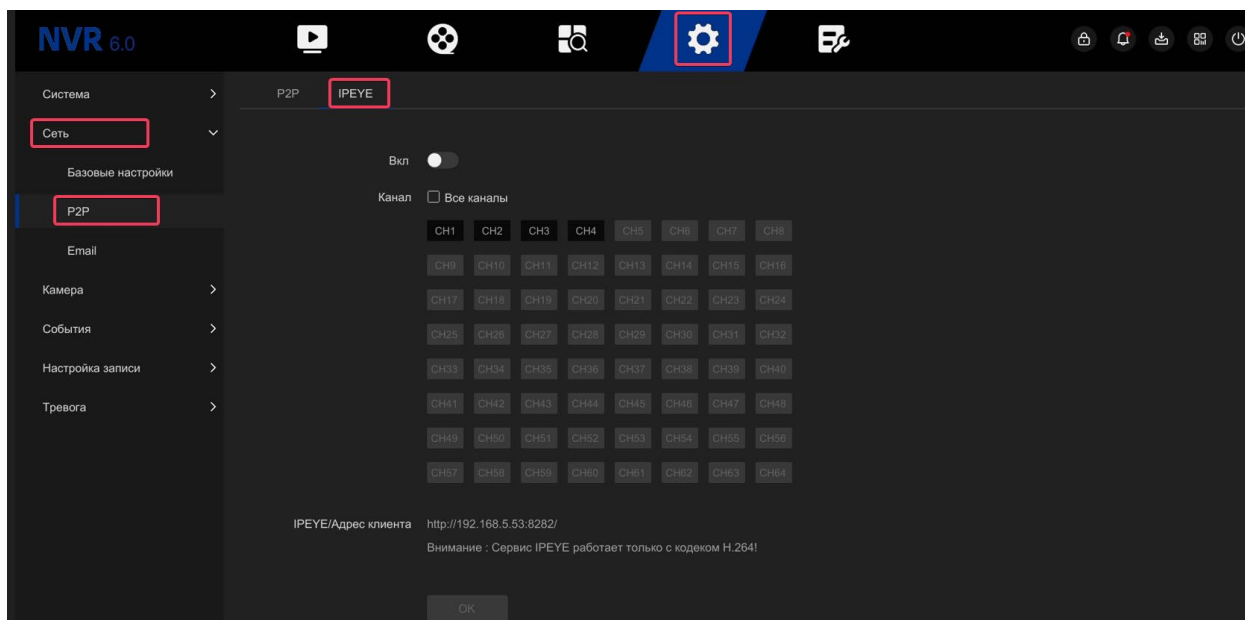 NVR 6.0
Система
P2P IPEYE
Сеть
Базовые настройки
Вкл
P2P
Канал Все каналы
CH1 CH2 CH3 CH4 CH5 CH6 CH7 CH8
Email
CH9 CH10 CH11 CH12 CH13 CH14 CH15 CH16
Камера
CH17 CH18 CH19 CH20 CH21 CH22 CH23 CH24
События
CH25 CH26 CH27 CH28 CH29 CH30 CH31 CH32
Настройка записи
CH33 CH34 CH35 CH36 CH37 CH38 CH39 CH40
Тревога
CH41 CH42 CH43 CH44 CH45 CH46 CH47 CH48
CH49 CH50 CH51 CH52 CH53 CH54 CH55 CH56
CH57 CH58 CH59 CH60 CH61 CH62 CH63 CH64
IPEYE/Адрес клиента http://192.168.5.53:8282/
Внимание : Сервис IPEYE работает только с кодеком H.264!
OK